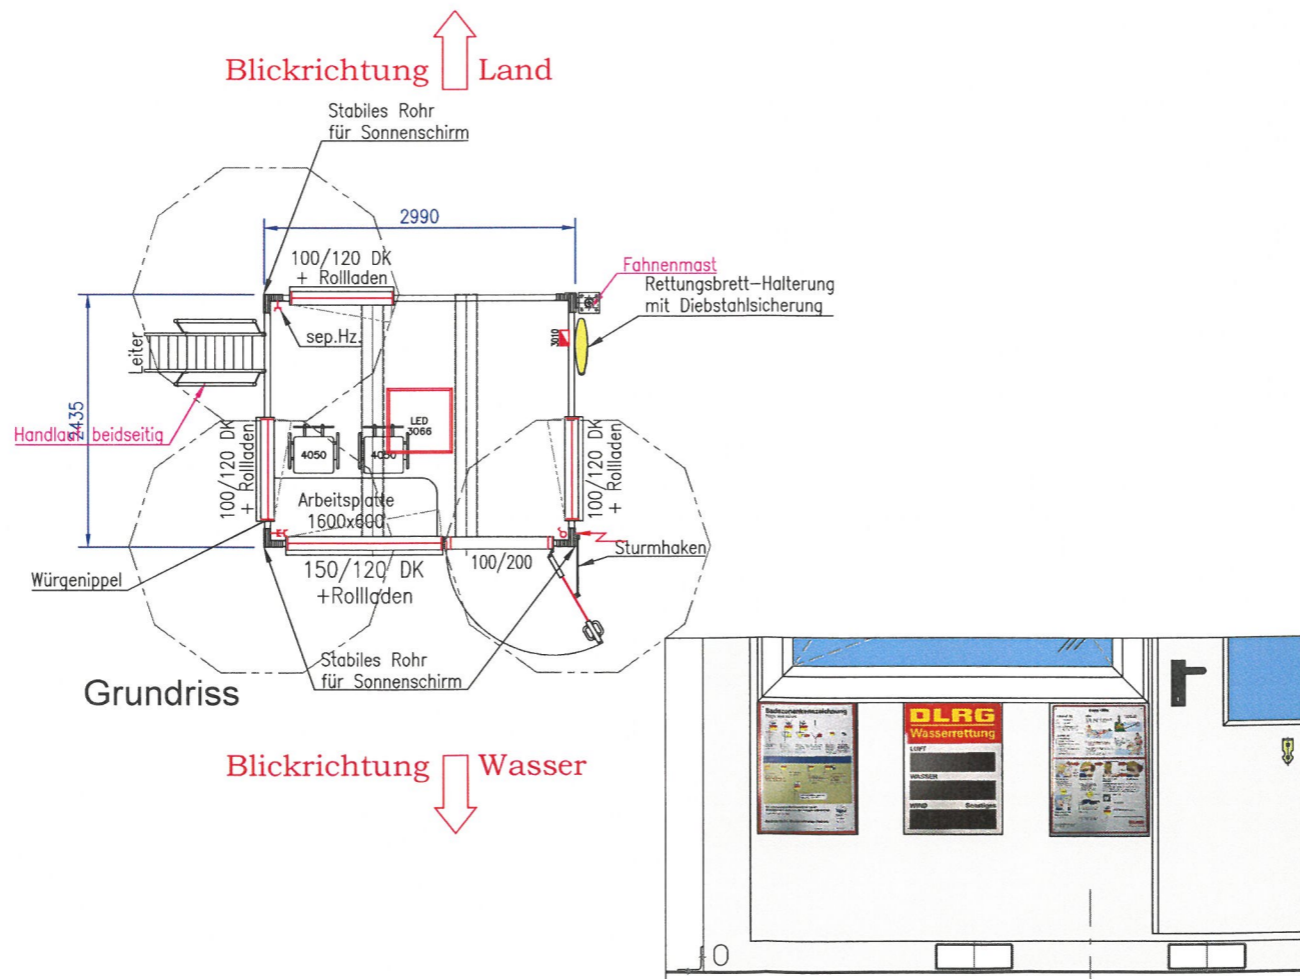 Blickrichtung Land
Stabiles Rohr
für Sonnenschirm
2990
100/120 DK
+ Rollladen
Fahnenmast
Rettungsbrett-Halterung
mit Diebstahlsicherung
sep.Hz.
3010
Leiter
2435
Handlauf beidseitig
LED
3066
4050
4050
100/120 DK
+ Rollladen
100/120 DK
+ Rollladen
Arbeitsplatte
1600x600
Würgenippel
150/120 DK
+Rollladen
100/200
Sturmhaken
Stabiles Rohr
für Sonnenschirm
Grundriss
Blickrichtung Wasser
DLRG
Wasserrettung
LUFT
WASSER
WIND Sonstiges
0